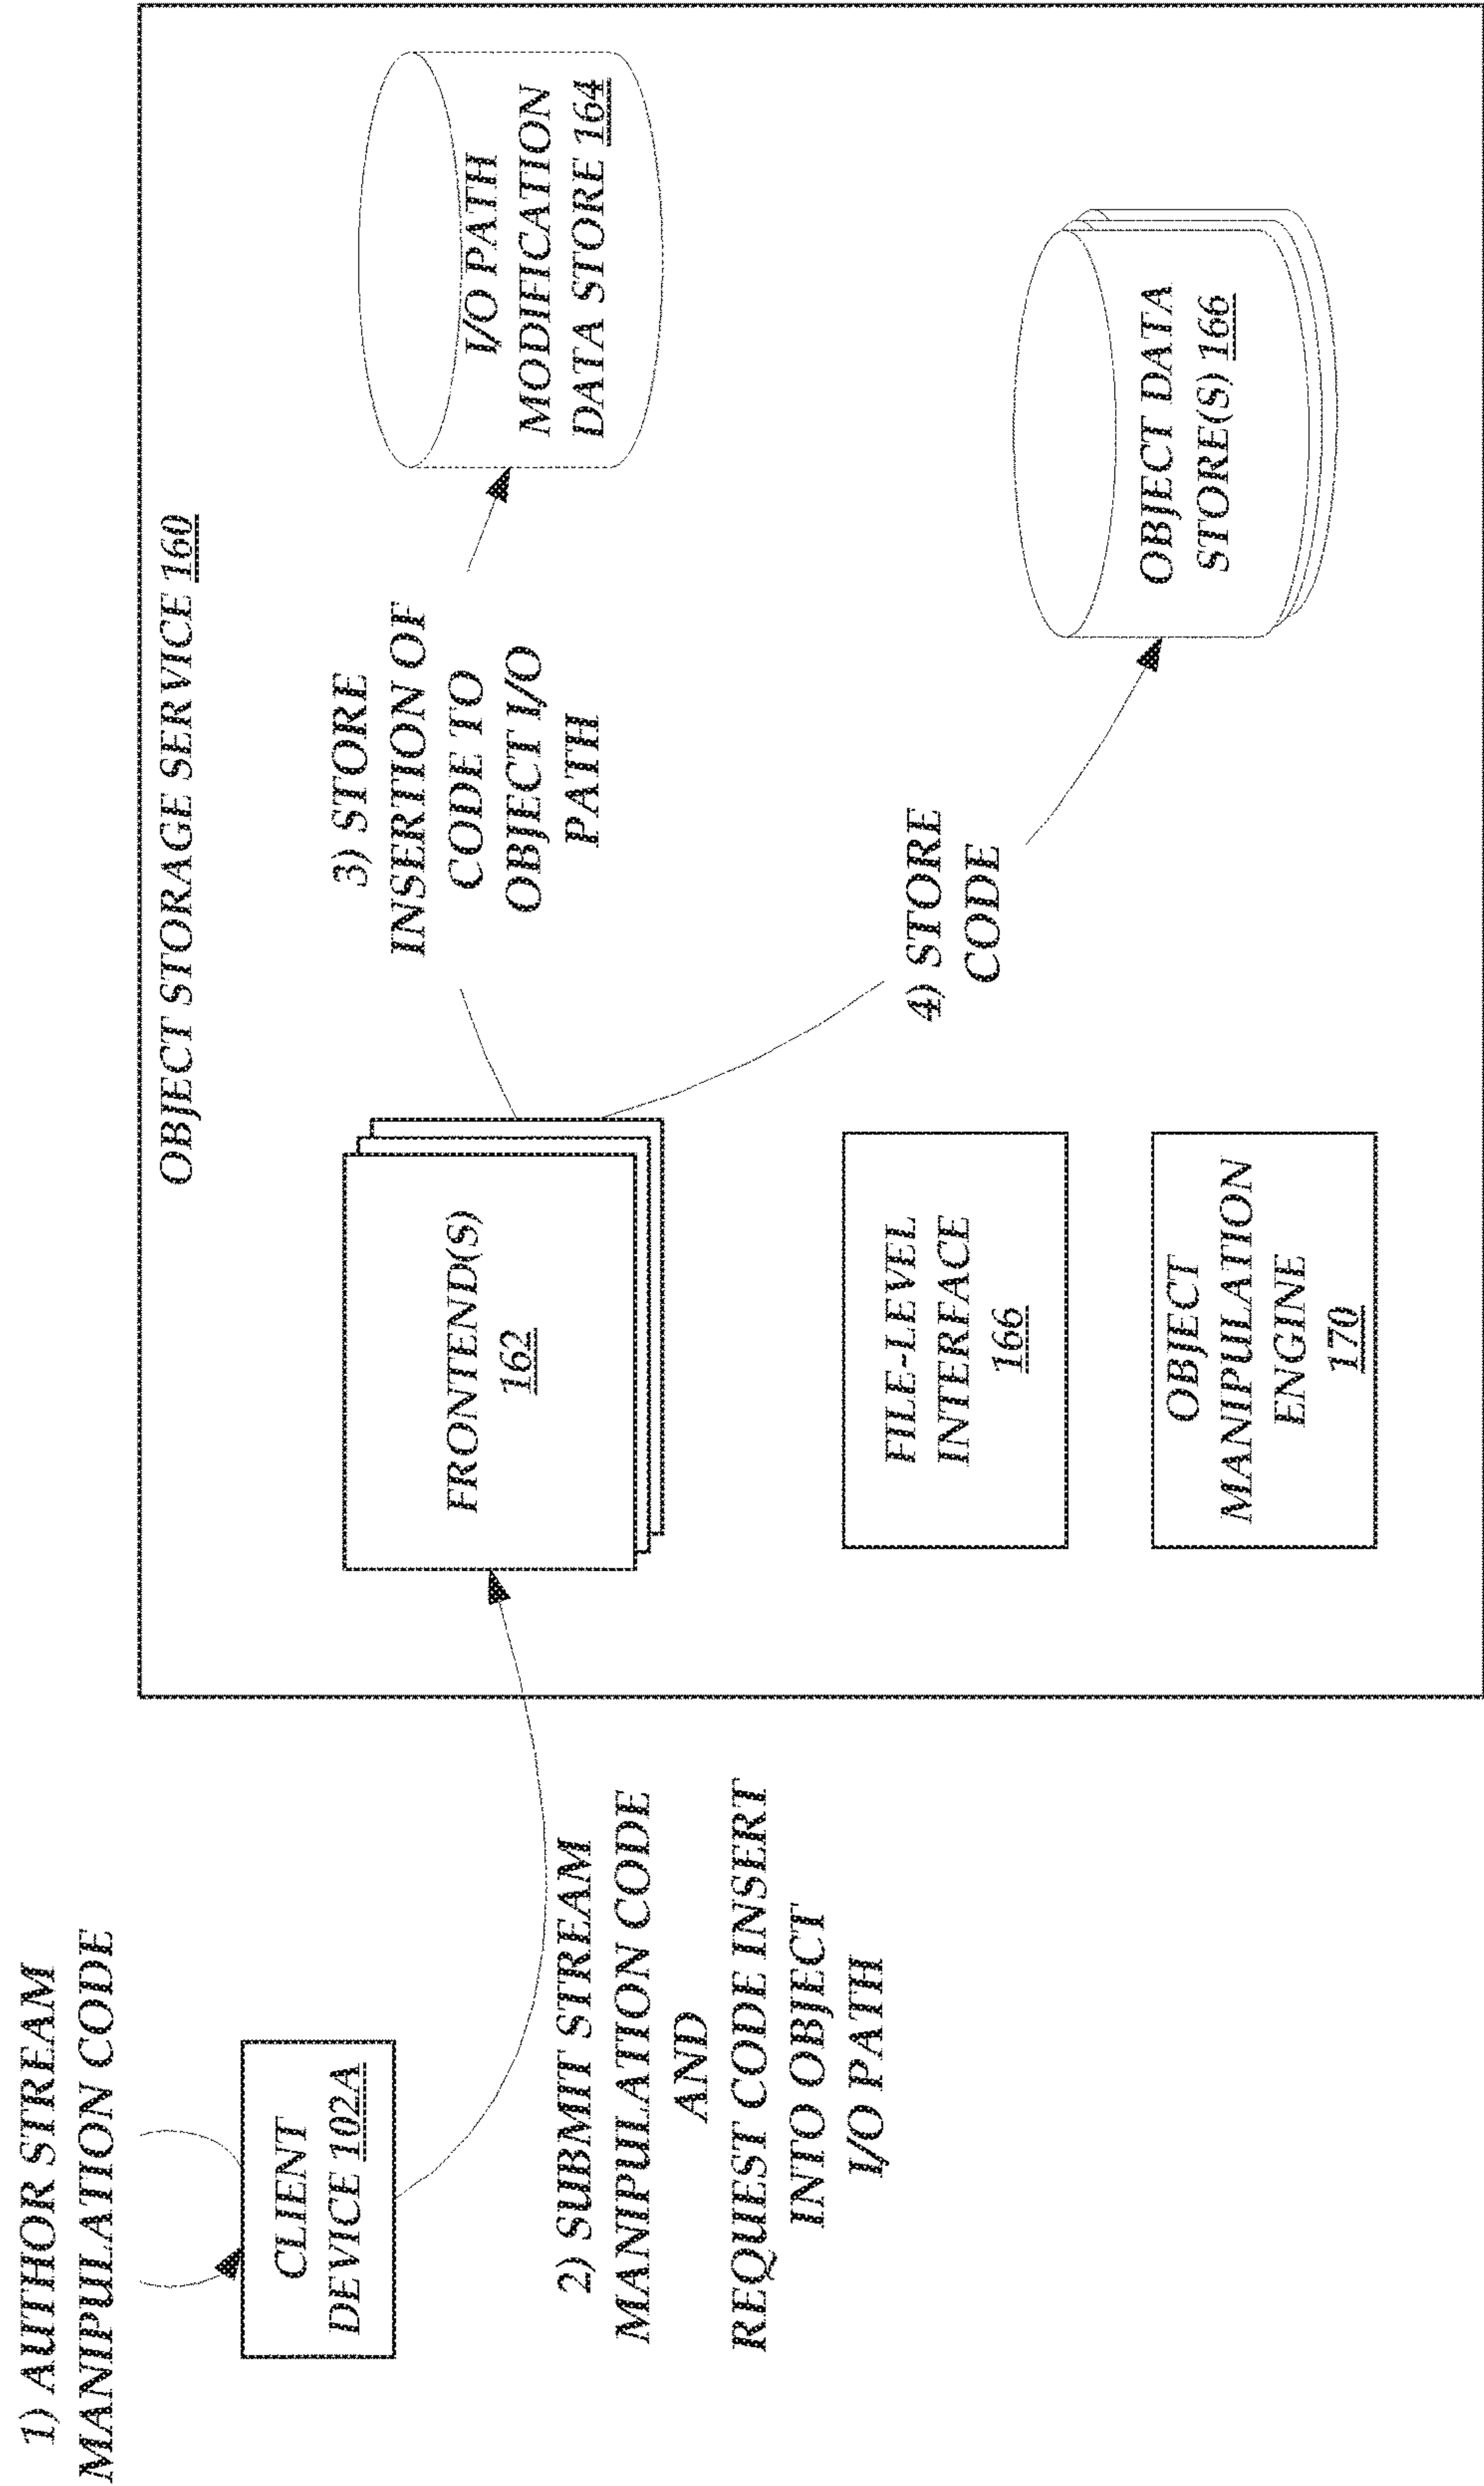 1) AUTHOR STREAM
MANIPULATION CODE
CLIENT
DEVICE 102A
2) SUBMIT STREAM
MANIPULATION CODE
AND
REQUEST CODE INSERT
INTO OBJECT
I/O PATH
OBJECT STORAGE SERVICE 160
FRONTEND(S)
162
3) STORE
INSERTION OF
CODE TO
OBJECT I/O
PATH
I/O PATH
MODIFICATION
DATA STORE 164
4) STORE
CODE
OBJECT DATA
STORE(S) 166
FILE-LEVEL
INTERFACE
166
OBJECT
MANIPULATION
ENGINE
170